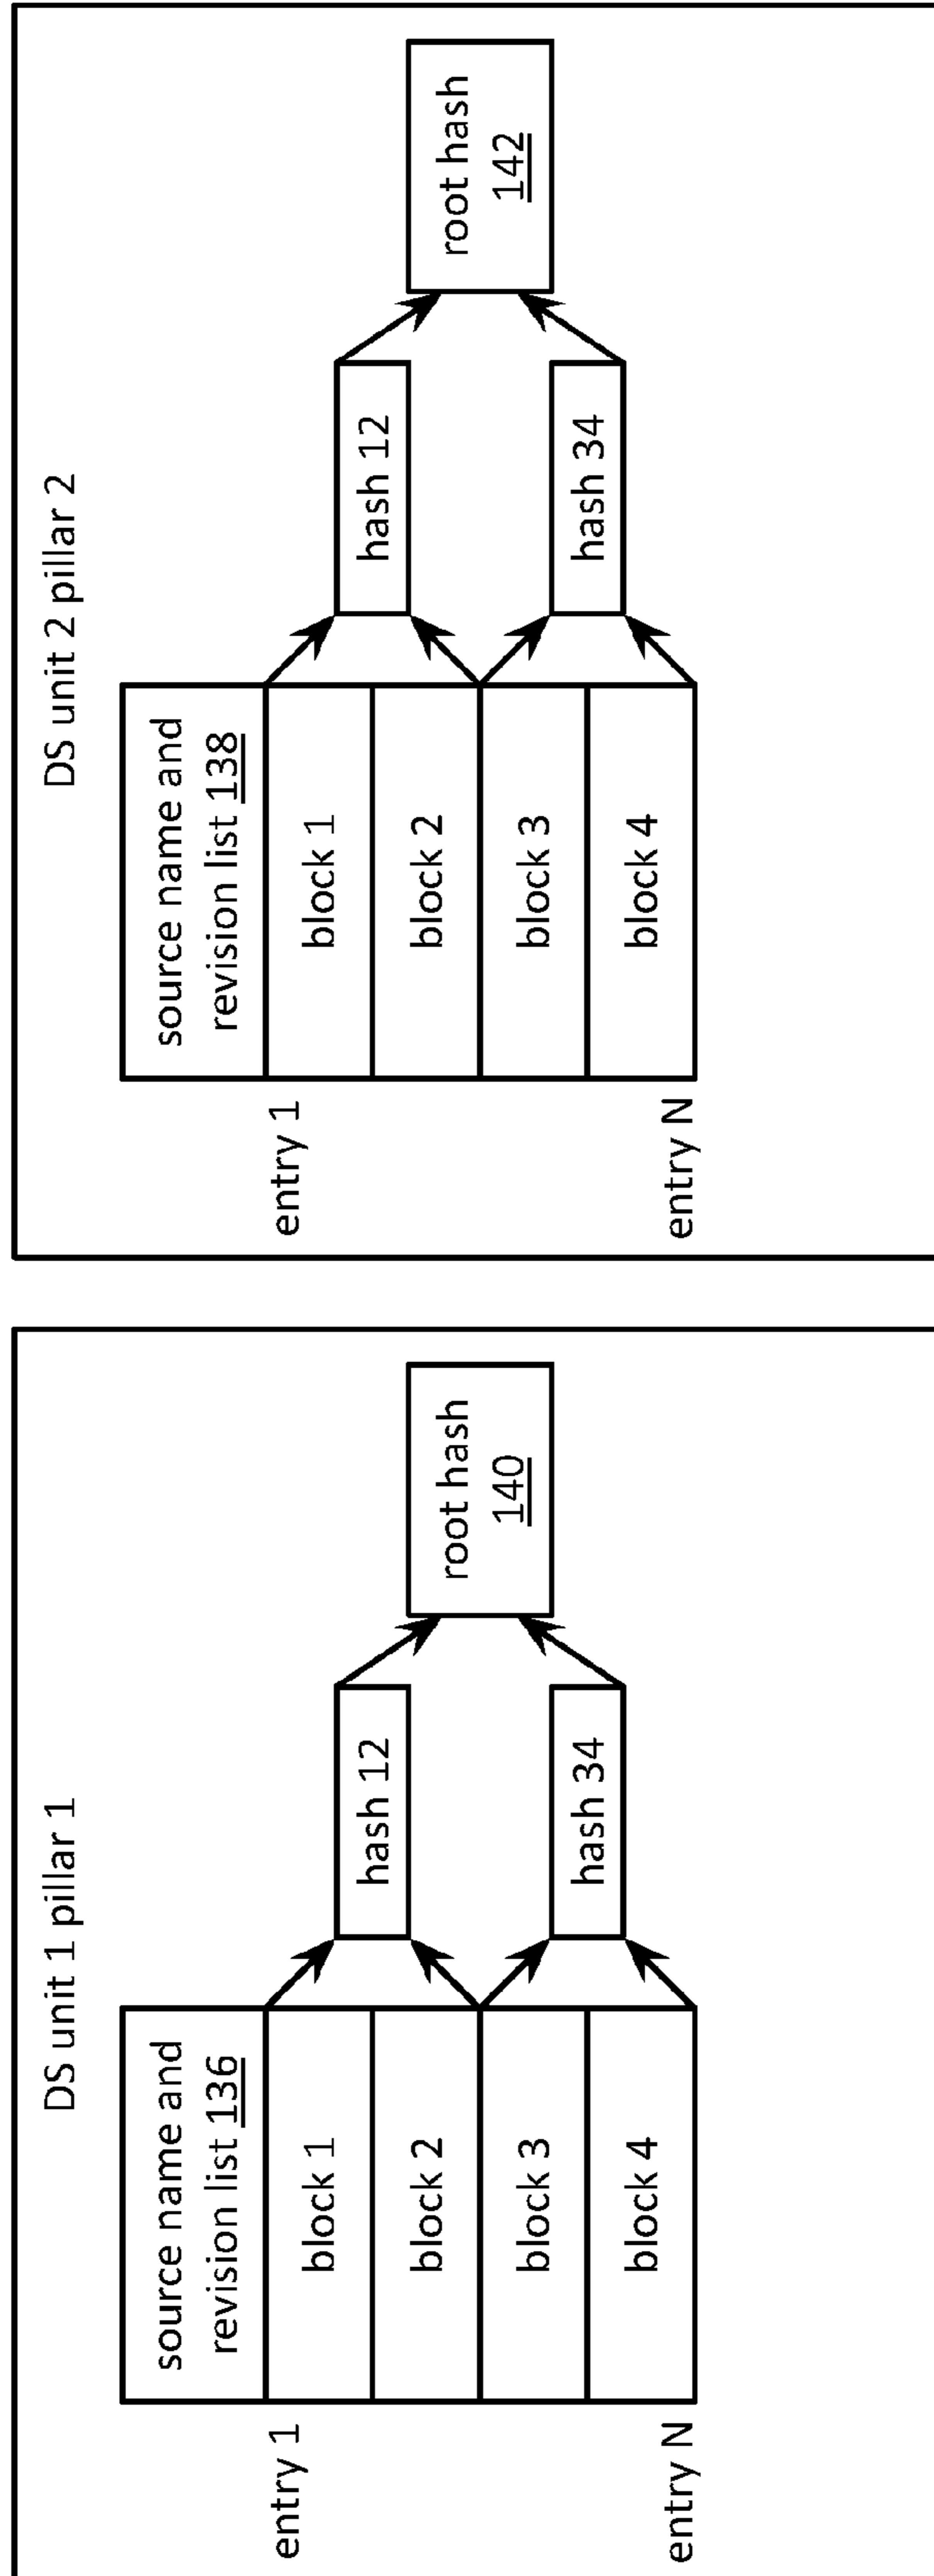 DS unit 1 pillar 1
source name and
revision list 136
entry 1
block 1
block 2
block 3
entry N
block 4
hash 12
hash 34
root hash
140
DS unit 2 pillar 2
source name and
revision list 138
entry 1
block 1
block 2
block 3
entry N
block 4
hash 12
hash 34
root hash
142